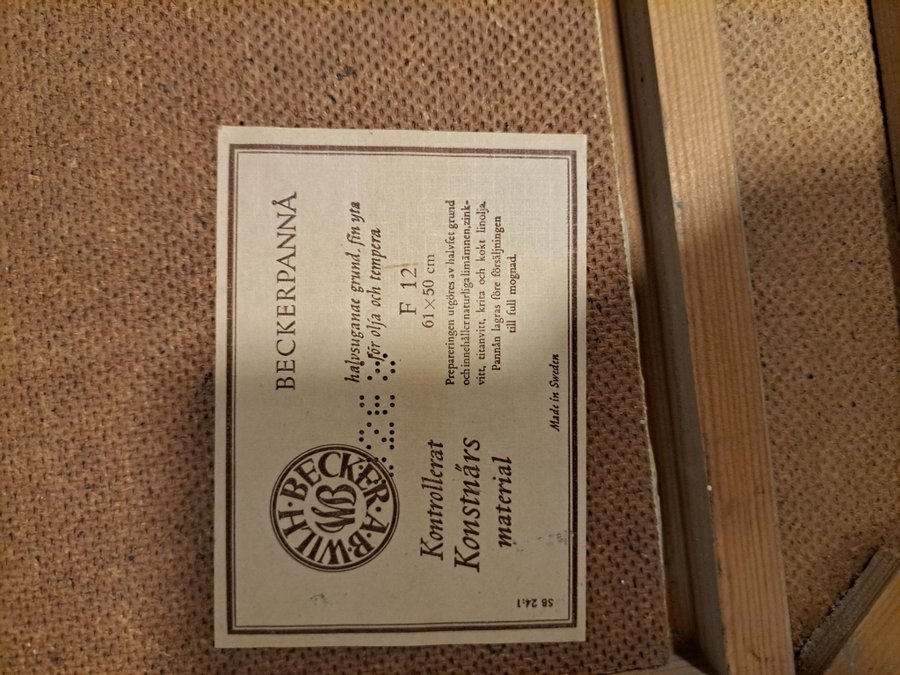 BECKERPANNÅ
halvsugande grund, fin yta
för olja och tempera
F 12
61 × 50 cm
Prepareringen utgöres av halvfet grund
och innehåller naturliga limämnen, zink-
vitt, titanvitt, krita och kokt linolja.
Pannån lagras före försäljningen
till full mognad.
WILH·BECKER·A·B·
WB
Kontrollerat
Konstnärs
material
Made in Sweden
SB 24:1